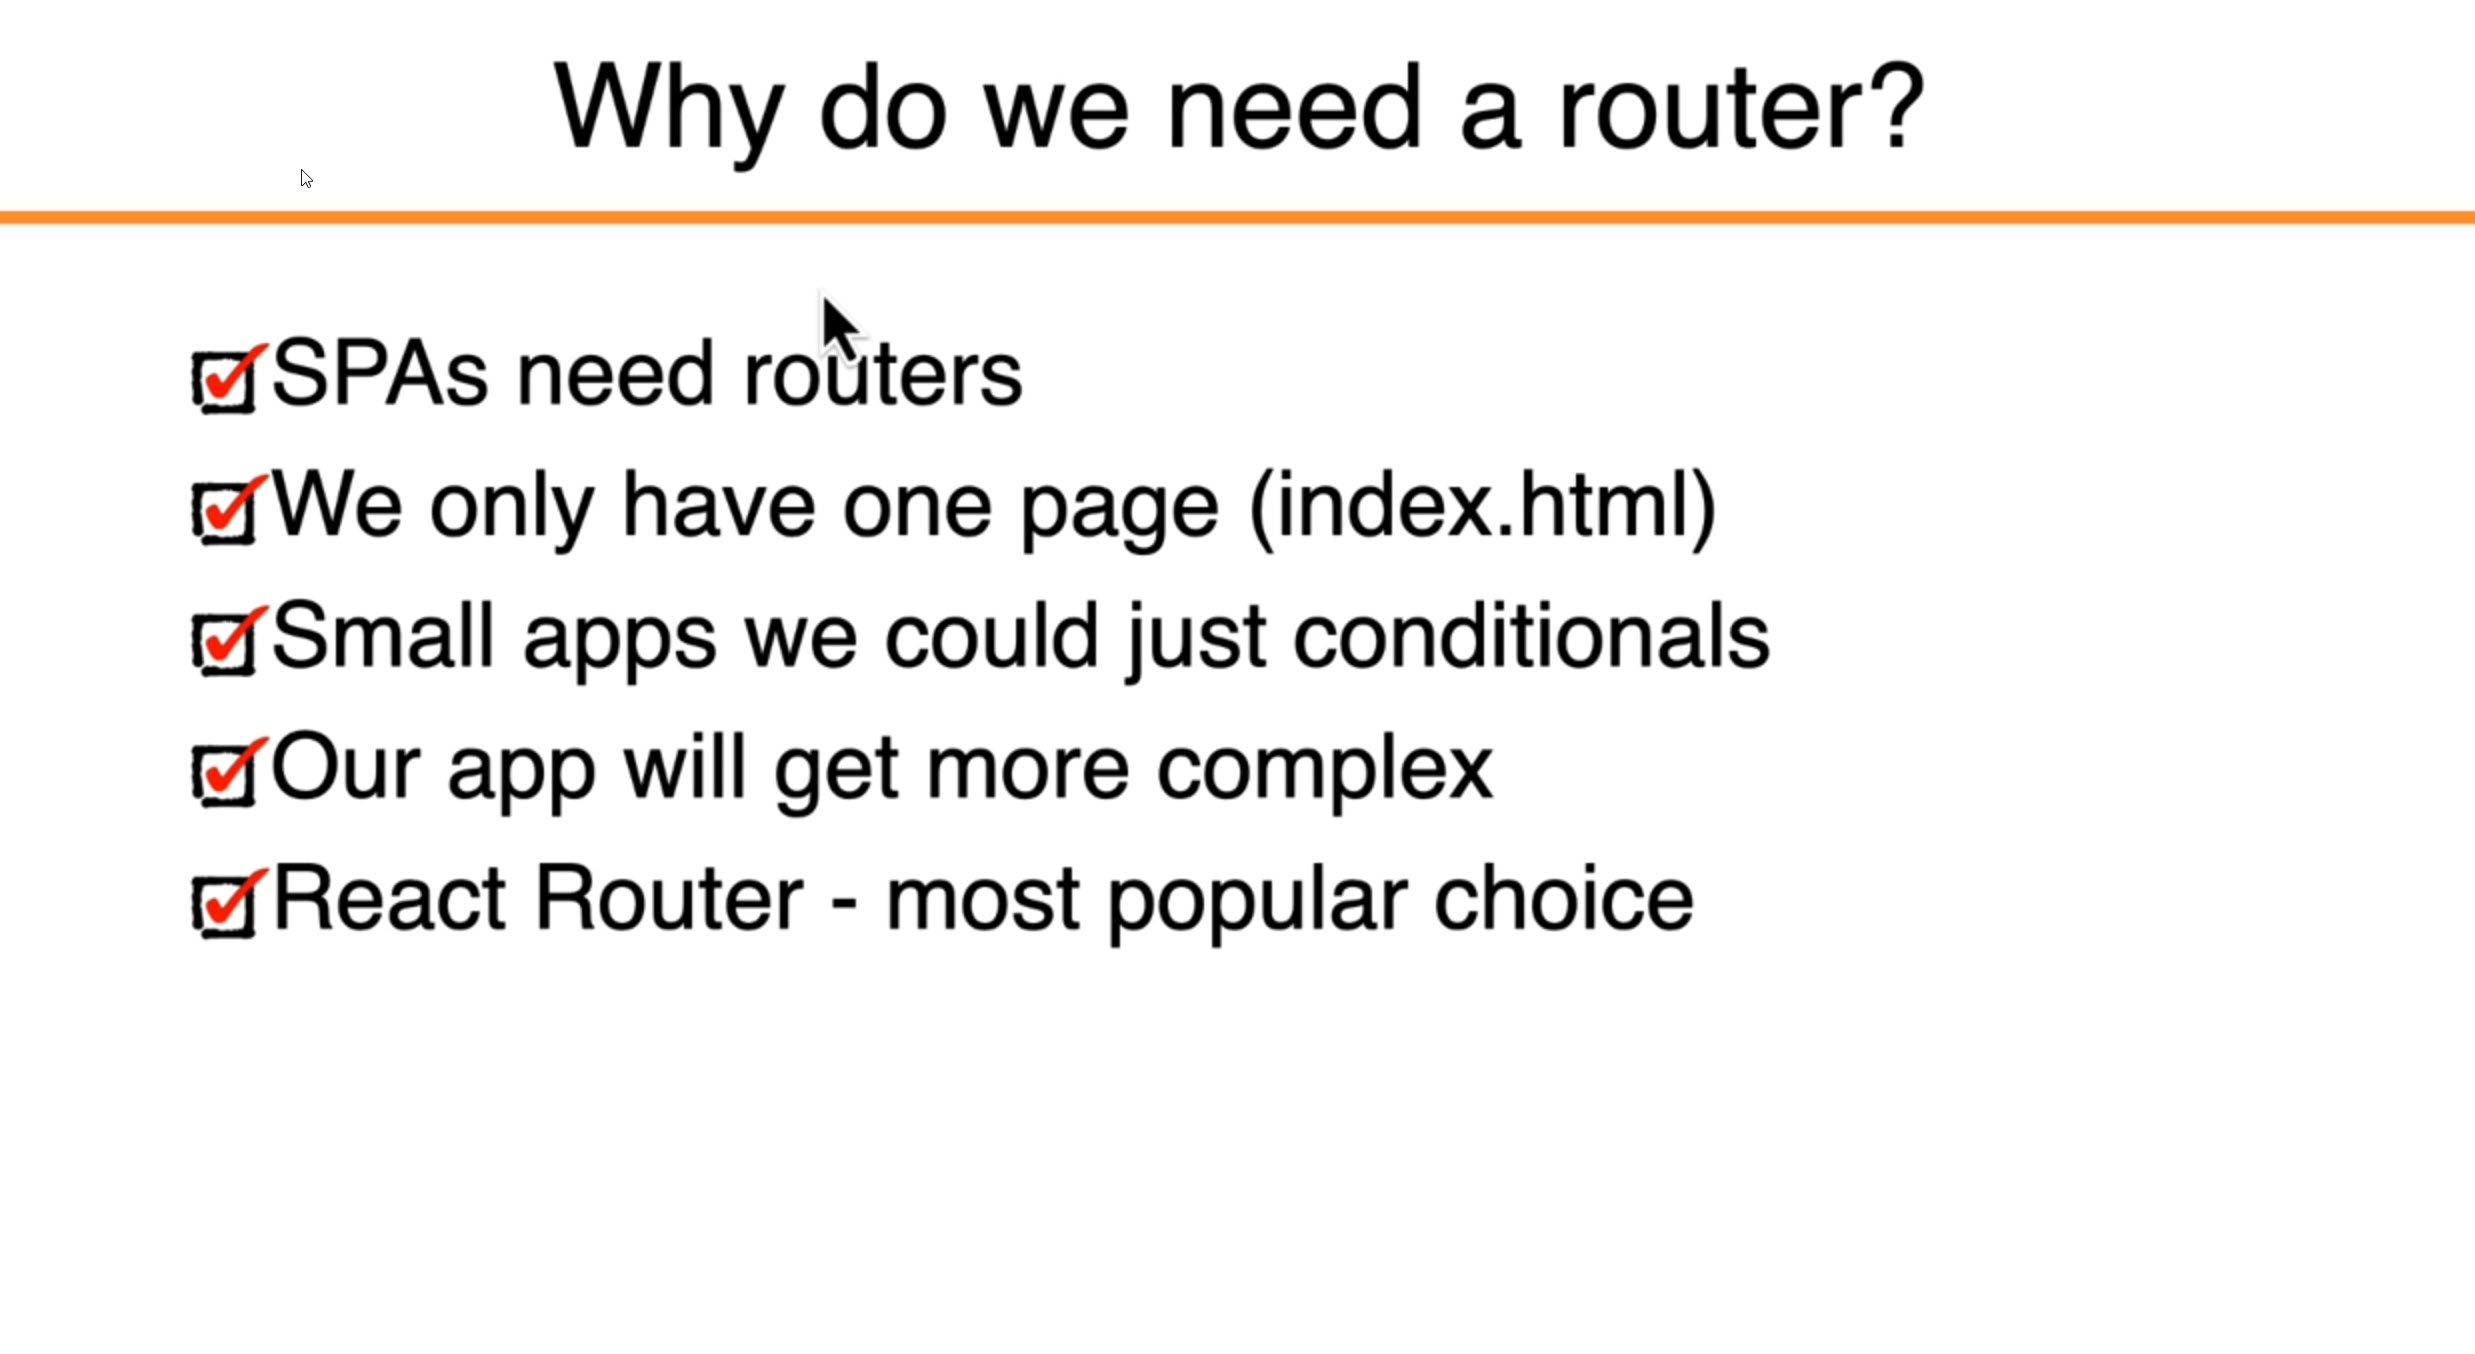 Why do we need a router?
SPAs need routers
We only have one page (index.html)
Small apps we could just conditionals
Our app will get more complex
React Router - most popular choice